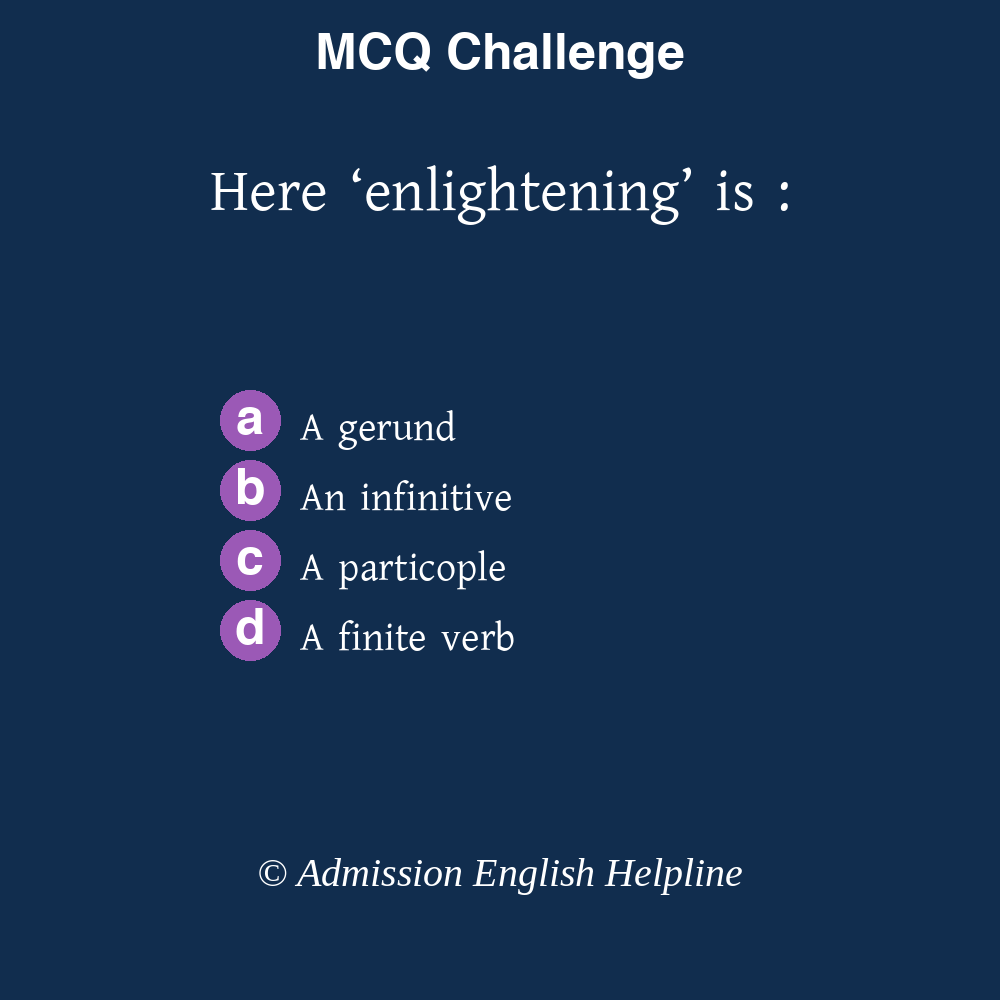 MCQ Challenge
Here ‘enlightening’ is :
a A gerund
b An infinitive
c A particople
d A finite verb
© Admission English Helpline